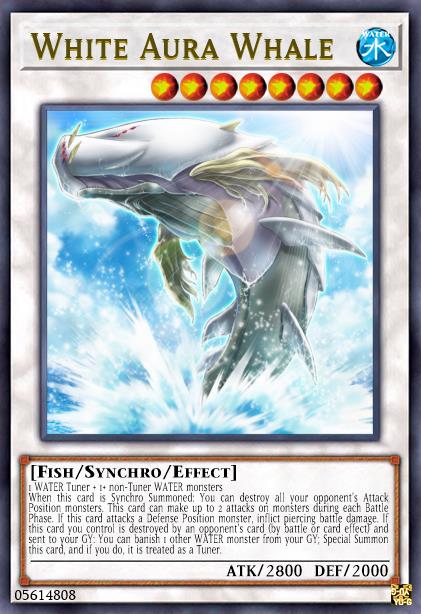 White Aura Whale
WATER
水
[Fish/Synchro/Effect]
1 WATER Tuner + 1+ non-Tuner WATER monsters
When this card is Synchro Summoned: You can destroy all your opponent's Attack
Position monsters. This card can make up to 2 attacks on monsters during each Battle
Phase. If this card attacks a Defense Position monster, inflict piercing battle damage. If
this card you control is destroyed by an opponent's card (by battle or card effect) and
sent to your GY: You can banish 1 other WATER monster from your GY; Special Summon
this card, and if you do, it is treated as a Tuner.
ATK/2800 DEF/2000
05614808